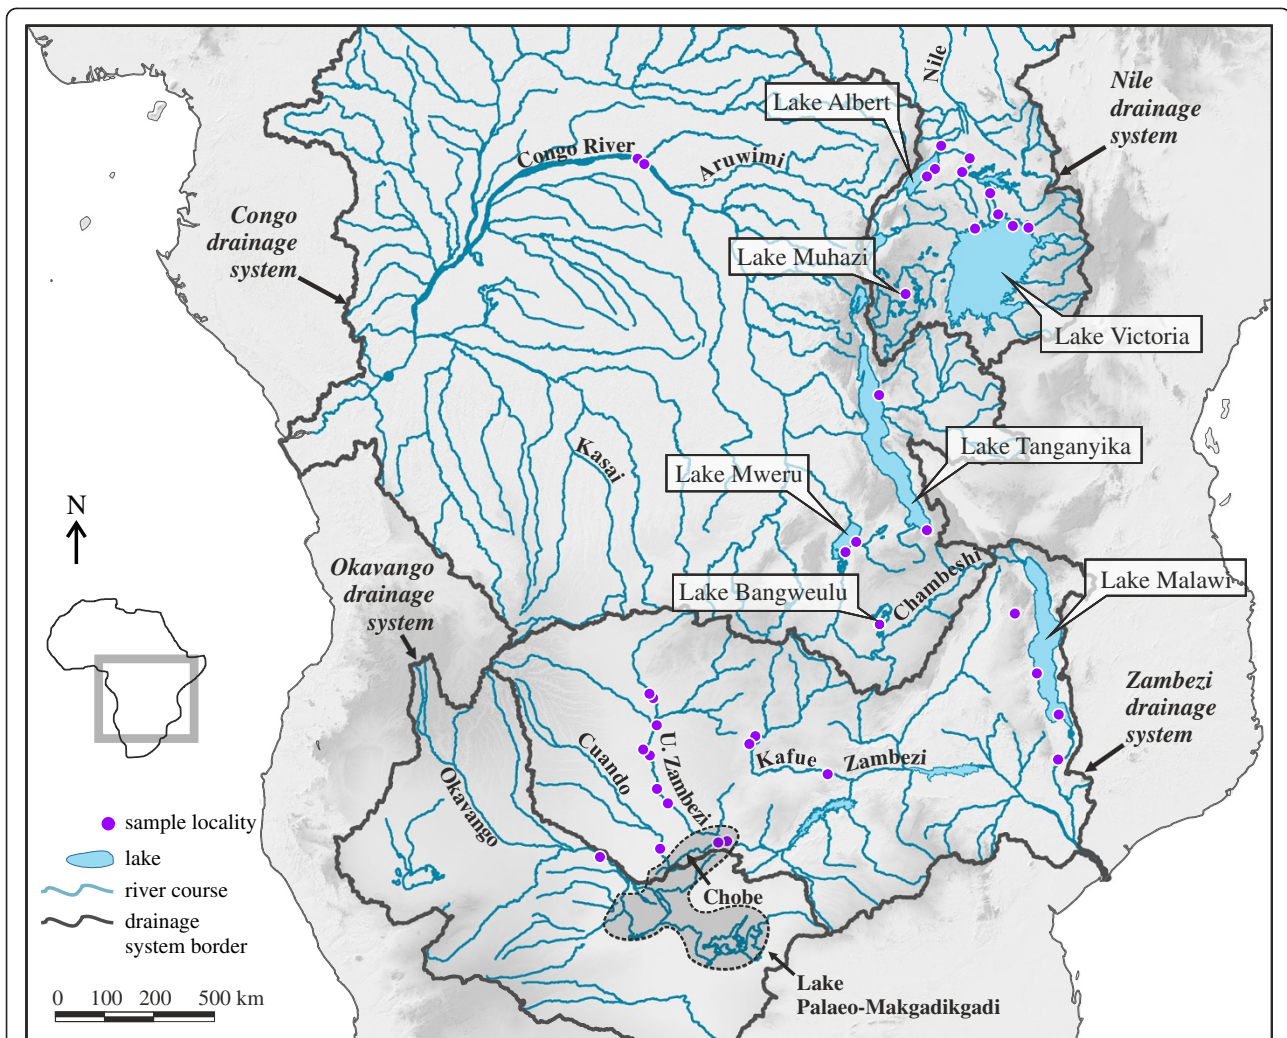 Nile
Lake Albert
Nile
drainage
system
Congo River
Aruwimi
Congo
drainage
system
Lake Muhazi
Lake Victoria
Kasai
Lake Tanganyika
Lake Mweru
N
Chambeshi
Lake Malawi
Okavango
drainage
system
Lake Bangweulu
Zambezi
drainage
system
Cuando
U. Zambezi
Kafue
Zambezi
Okavango
sample locality
lake
river course
drainage
system border
Chobe
Lake
Palaeo-Makgadikgadi
0 100 200 500 km